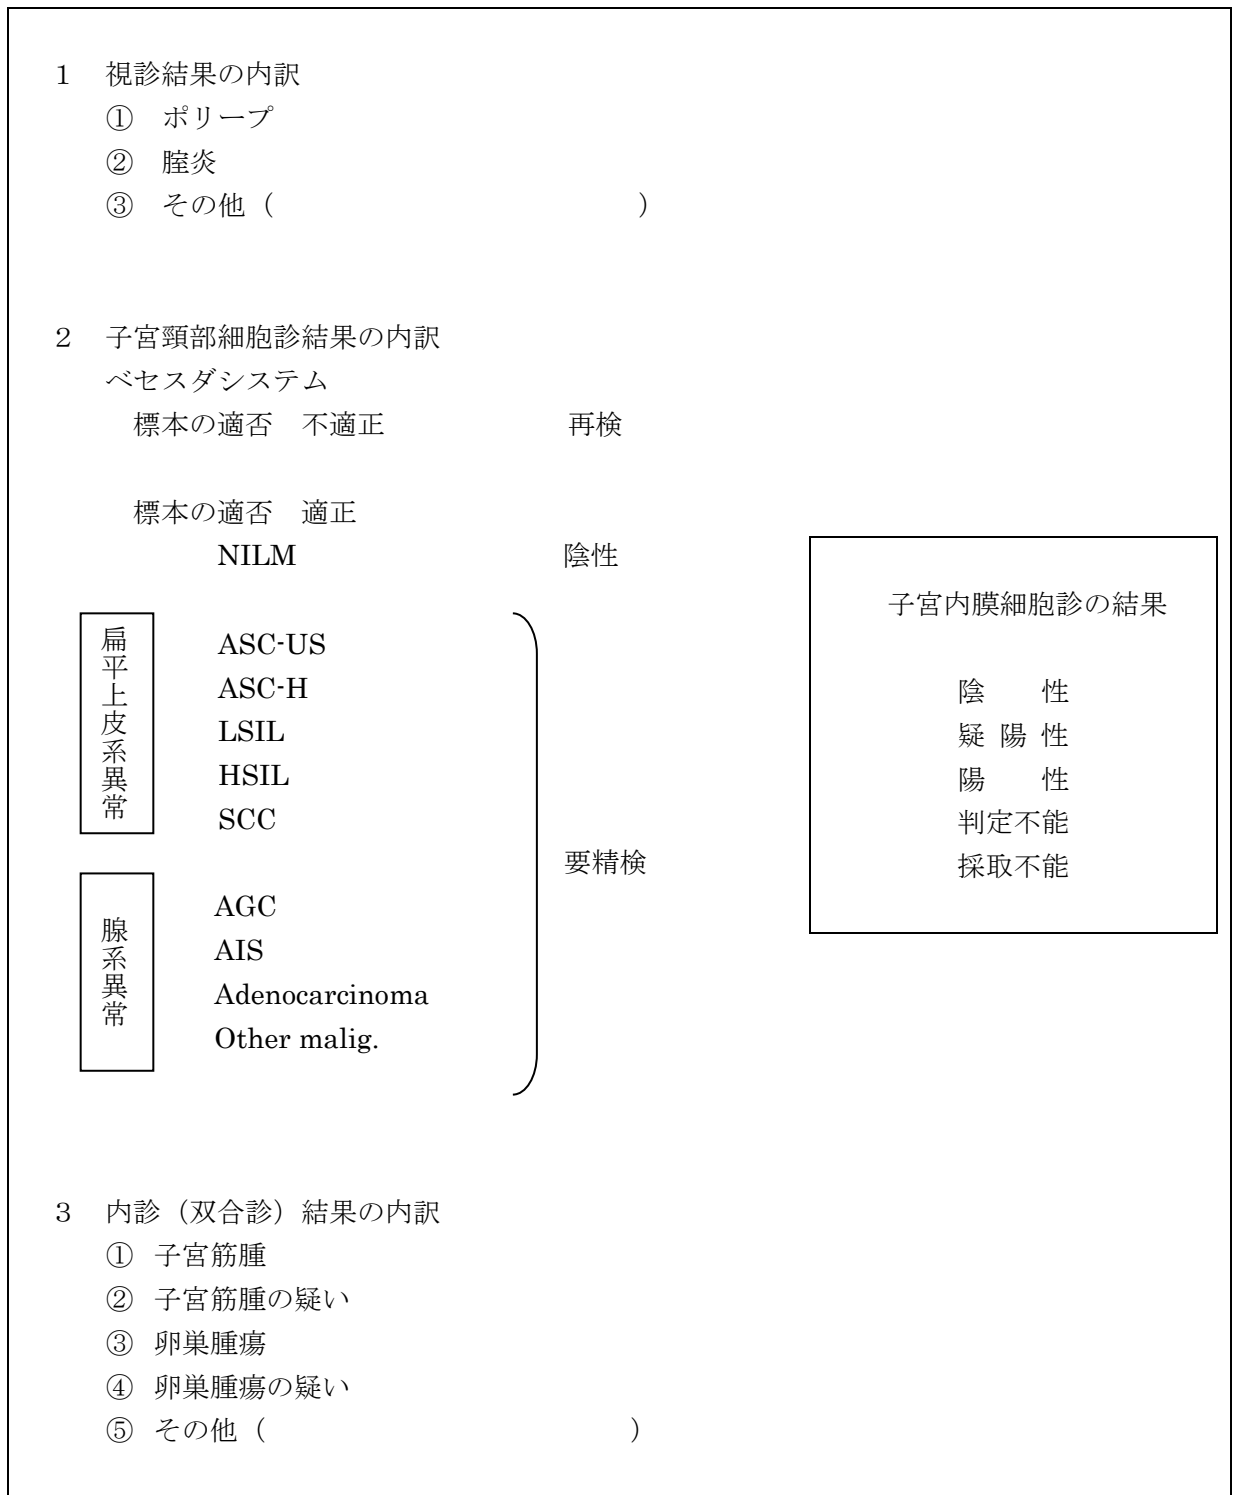 １　視診結果の内訳
①　ポリープ
②　腟炎
③　その他（　　　　　　　　　　　　　）
２　子宮頸部細胞診結果の内訳
ベセスダシステム
標本の適否　不適正　　　　　　再検
標本の適否　適正
NILM　　　　　　　　　陰性
扁平上皮系異常
ASC-US
ASC-H
LSIL
HSIL
SCC
腺系異常
AGC
AIS
Adenocarcinoma
Other malig.
要精検
子宮内膜細胞診の結果
陰　　性
疑 陽 性
陽　　性
判定不能
採取不能
３　内診（双合診）結果の内訳
①　子宮筋腫
②　子宮筋腫の疑い
③　卵巣腫瘍
④　卵巣腫瘍の疑い
⑤　その他（　　　　　　　　　　　　　）